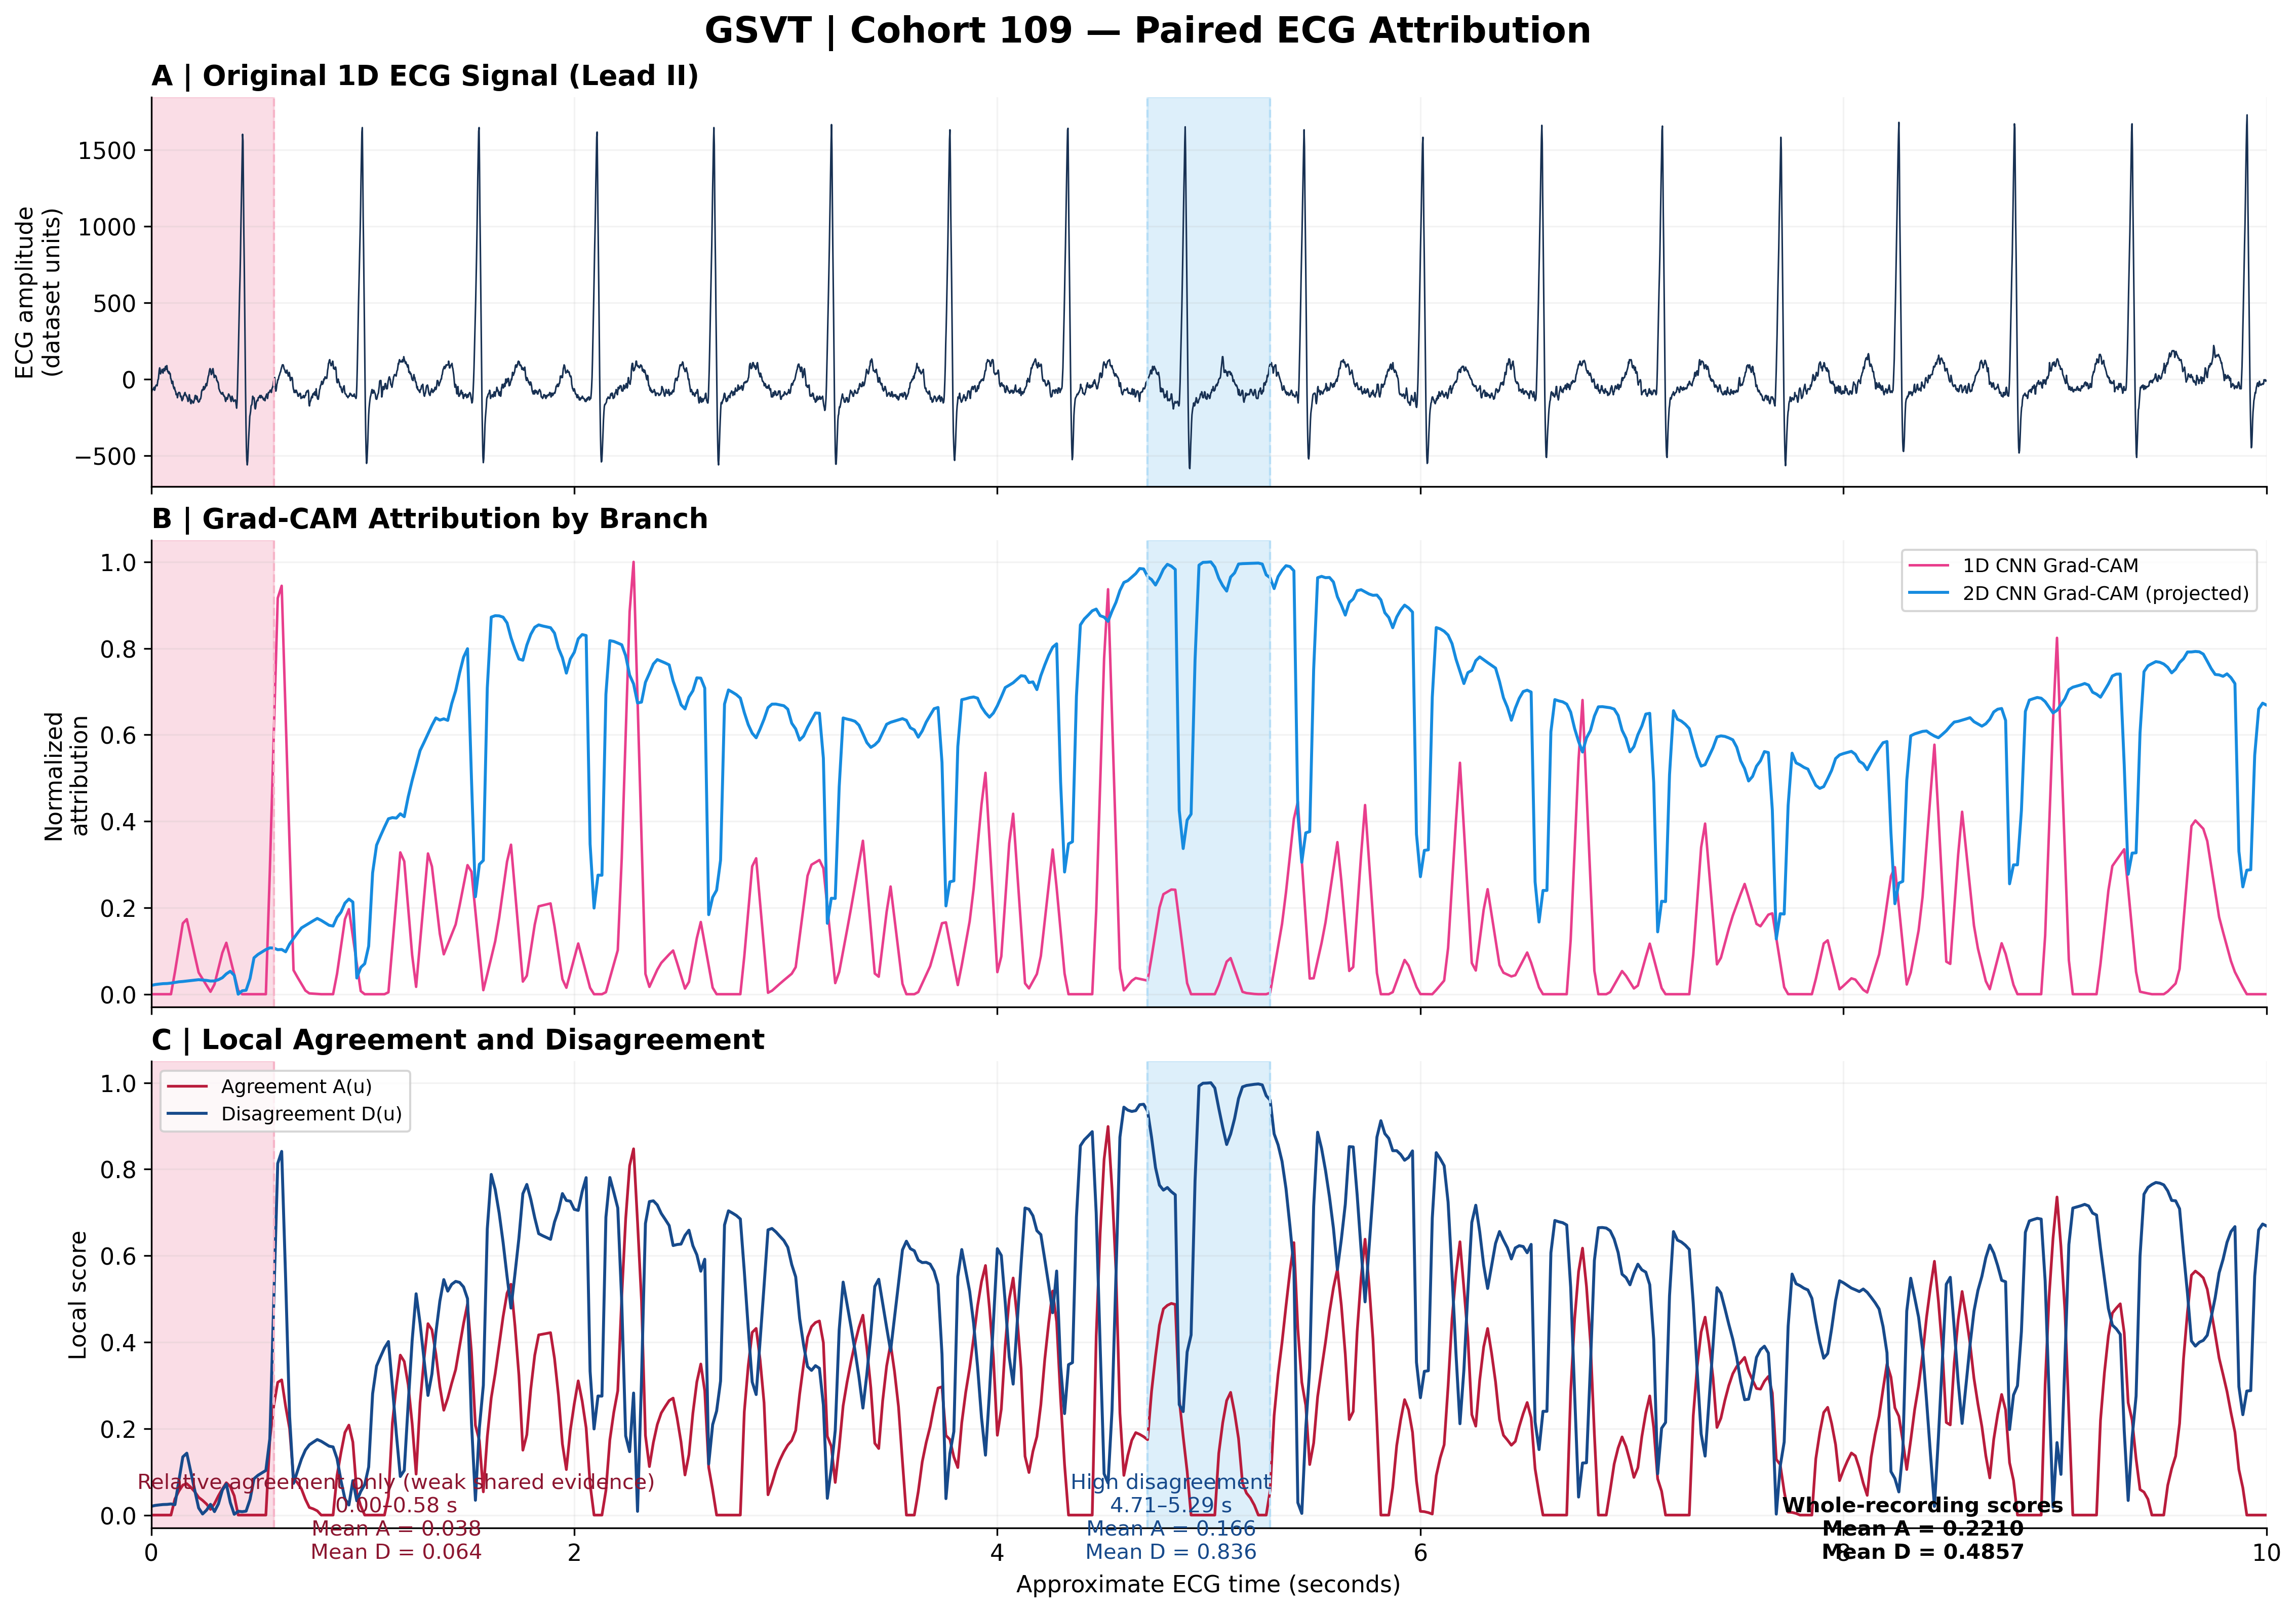 GSVT | Cohort 109 — Paired ECG Attribution
A | Original 1D ECG Signal (Lead II)
ECG amplitude
(dataset units)
1500
1000
500
0
−500
B | Grad-CAM Attribution by Branch
1D CNN Grad-CAM
2D CNN Grad-CAM (projected)
Normalized
attribution
1.0
0.8
0.6
0.4
0.2
0.0
C | Local Agreement and Disagreement
Agreement A(u)
Disagreement D(u)
Local score
1.0
0.8
0.6
0.4
0.2
0.0
Relative agreement only (weak shared evidence)
0.00–0.58 s
Mean A = 0.038
Mean D = 0.064
High disagreement
4.71–5.29 s
Mean A = 0.166
Mean D = 0.836
Whole-recording scores
Mean A = 0.2210
Mean D = 0.4857
0 2 4 6 8 10
Approximate ECG time (seconds)